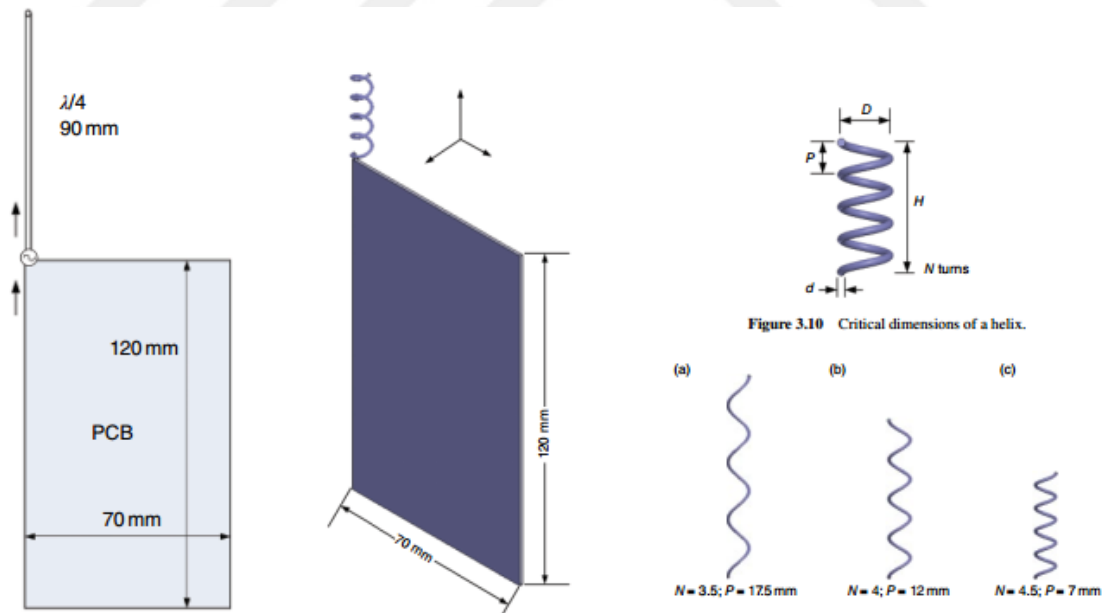 λ/4
90 mm
120 mm
PCB
70 mm
120 mm
70 mm
D
P
H
N turns
d
Figure 3.10 Critical dimensions of a helix.
(a)
(b)
(c)
N = 3.5; P = 17.5 mm
N = 4; P = 12 mm
N = 4.5; P = 7 mm